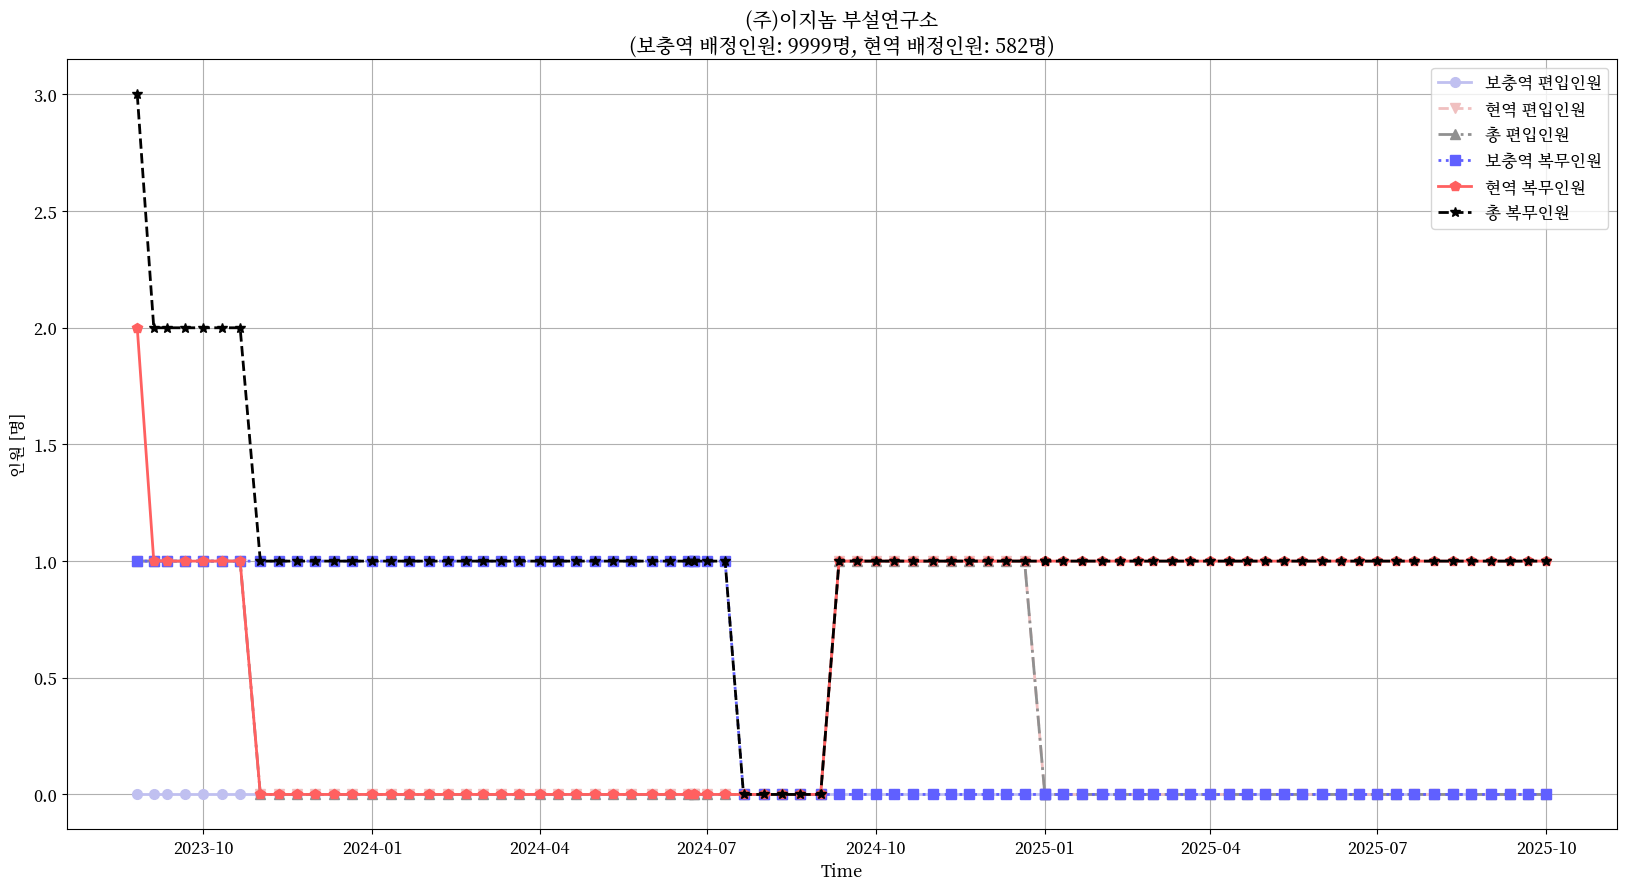 (주)이지놈 부설연구소
(보충역 배정인원: 9999명, 현역 배정인원: 582명)
보충역 편입인원
현역 편입인원
총 편입인원
보충역 복무인원
현역 복무인원
총 복무인원
인원 [명]
3.0
2.5
2.0
1.5
1.0
0.5
0.0
2023-10
2024-01
2024-04
2024-07
2024-10
2025-01
2025-04
2025-07
2025-10
Time